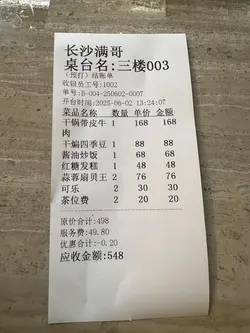 长沙满哥
桌台名:三楼003
(预打)结账单
收银员工号:1002
单号:B-004-250602-0007
开台时间:2025-06-02 13:24:07
菜品名称 数量 单价 金额
干锅带皮牛肉 1 168 168
干煸四季豆 1 88 88
酱油炒饭 1 68 68
红糖发糕 1 48 48
蒜蓉扇贝王 2 76 76
可乐 2 30 30
茶位费 2 20 20
原价合计:498
服务费:49.80
优惠合计:-0.20
应收金额:548